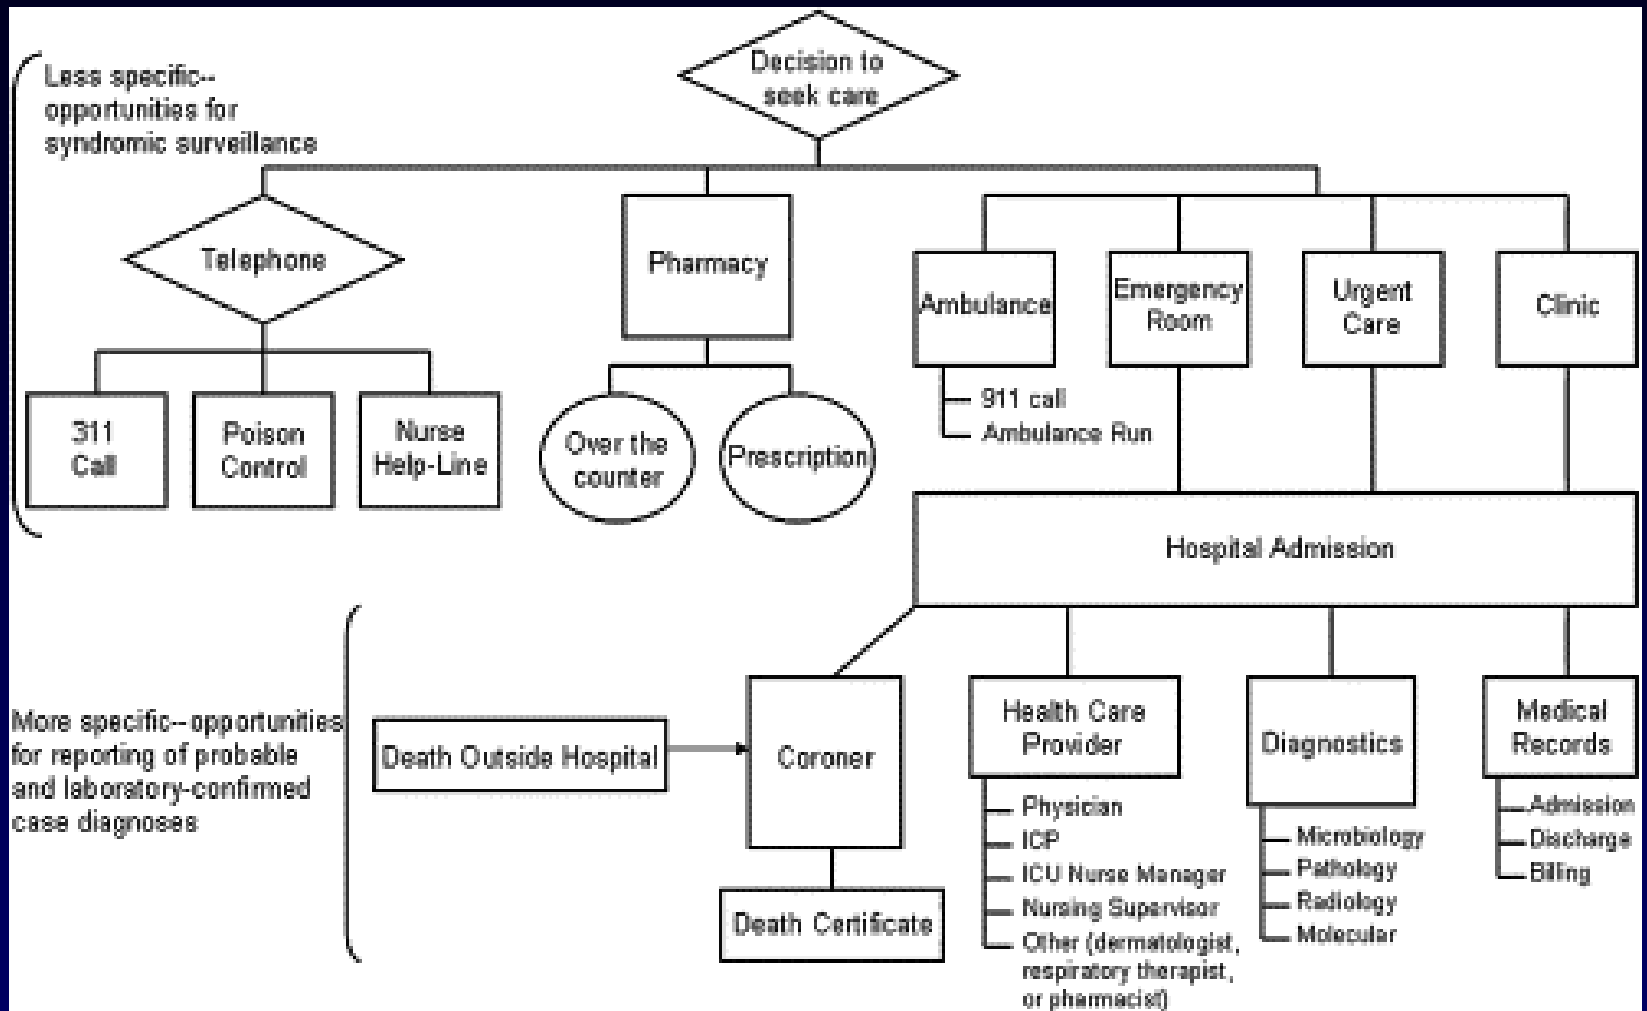 Decision to
seek care
Less specific--
opportunities for
syndromic surveillance
Telephone
Pharmacy
Ambulance
Emergency
Room
Urgent
Care
Clinic
311
Call
Poison
Control
Nurse
Help-Line
Over the
counter
Prescription
911 call
Ambulance Run
Hospital Admission
More specific--opportunities
for reporting of probable
and laboratory-confirmed
case diagnoses
Death Outside Hospital
Coroner
Death Certificate
Health Care
Provider
Physician
ICP
ICU Nurse Manager
Nursing Supervisor
Other (dermatologist,
respiratory therapist,
or pharmacist)
Diagnostics
Microbiology
Pathology
Radiology
Molecular
Medical
Records
Admission
Discharge
Billing